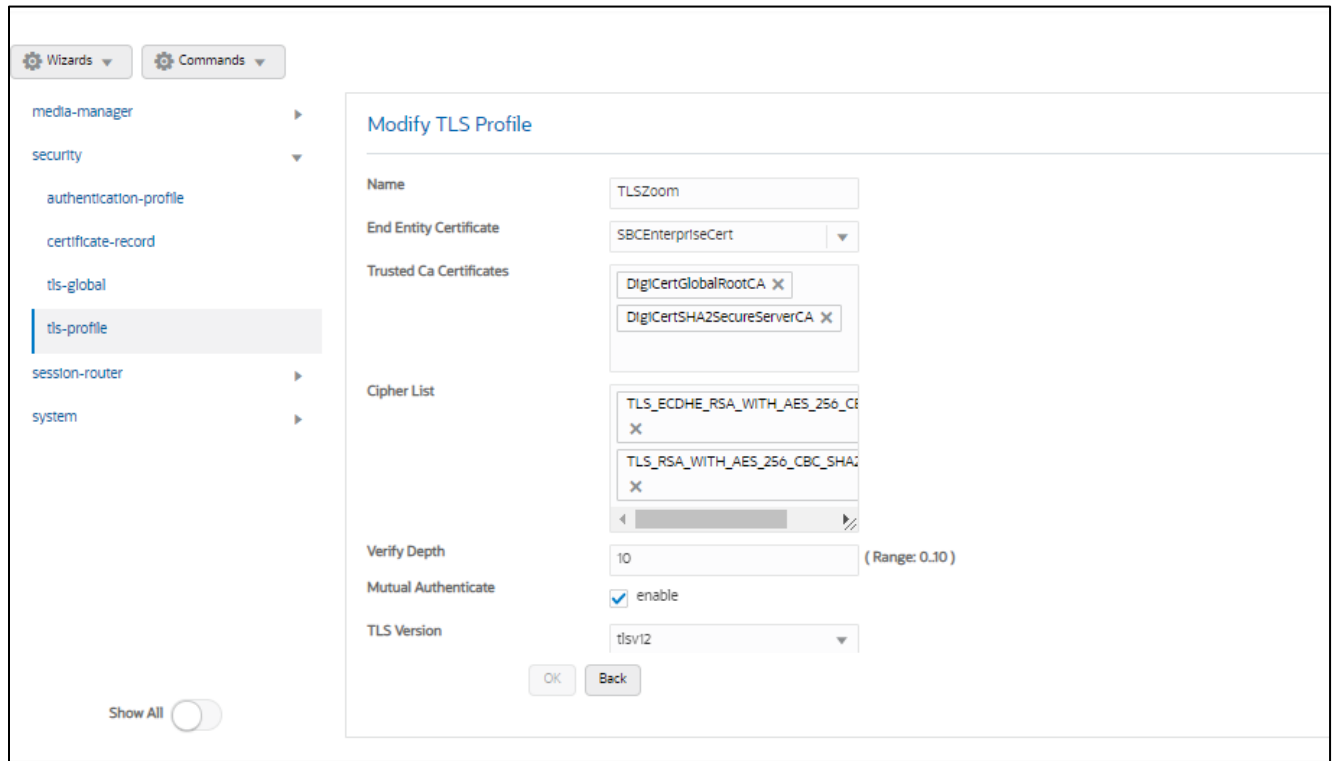 Wizards
Commands
media-manager
security
authentication-profile
certificate-record
tls-global
tls-profile
session-router
system
Show All
Modify TLS Profile
Name
TLSZoom
End Entity Certificate
SBCEnterpriseCert
Trusted Ca Certificates
DigiCertGlobalRootCA
DigiCertSHA2SecureServerCA
Cipher List
TLS_ECDHE_RSA_WITH_AES_256_CB
TLS_RSA_WITH_AES_256_CBC_SHA2
Verify Depth
10
( Range: 0..10 )
Mutual Authenticate
enable
TLS Version
tlsv12
OK
Back